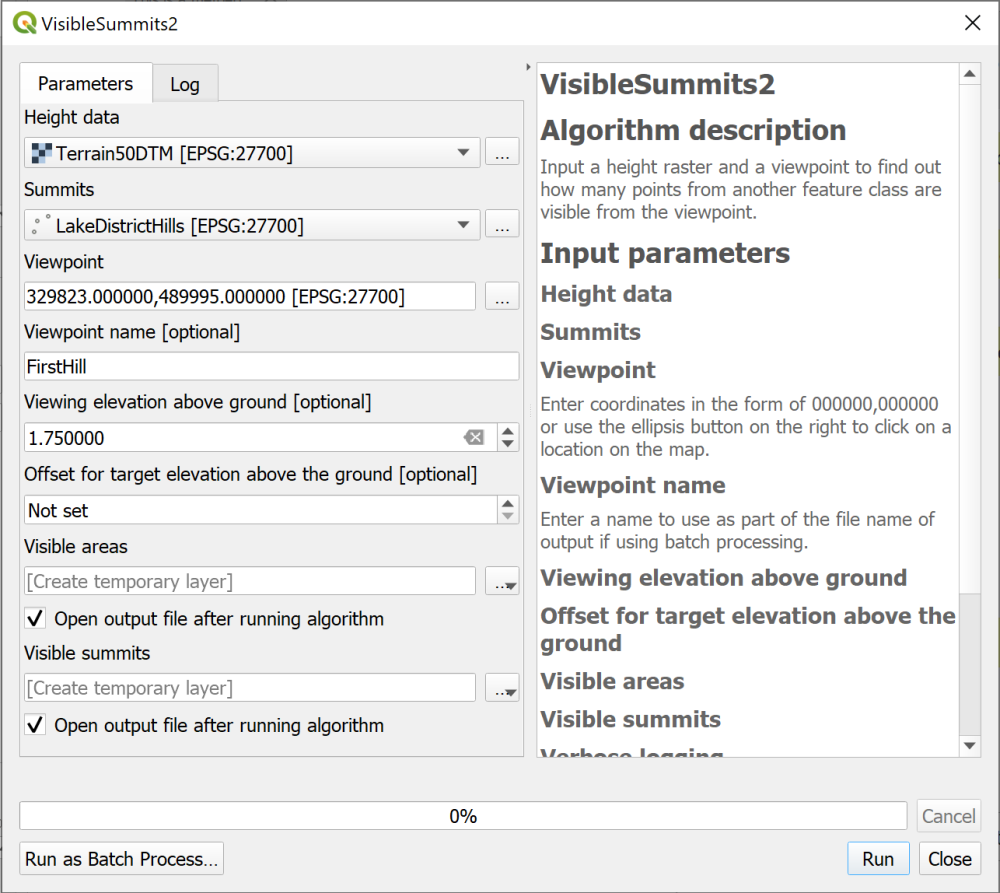 VisibleSummits2
Parameters
Log
Height data
Terrain50DTM [EPSG:27700]
...
Summits
LakeDistrictHills [EPSG:27700]
...
Viewpoint
329823.000000,489995.000000 [EPSG:27700]
...
Viewpoint name [optional]
FirstHill
Viewing elevation above ground [optional]
1.750000
Offset for target elevation above the ground [optional]
Not set
Visible areas
[Create temporary layer]
...
Open output file after running algorithm
Visible summits
[Create temporary layer]
...
Open output file after running algorithm
VisibleSummits2
Algorithm description
Input a height raster and a viewpoint to find out
how many points from another feature class are
visible from the viewpoint.
Input parameters
Height data
Summits
Viewpoint
Enter coordinates in the form of 000000,000000
or use the ellipsis button on the right to click on a
location on the map.
Viewpoint name
Enter a name to use as part of the file name of
output if using batch processing.
Viewing elevation above ground
Offset for target elevation above the
ground
Visible areas
Visible summits
Verbose logging
0%
Cancel
Run as Batch Process...
Run
Close